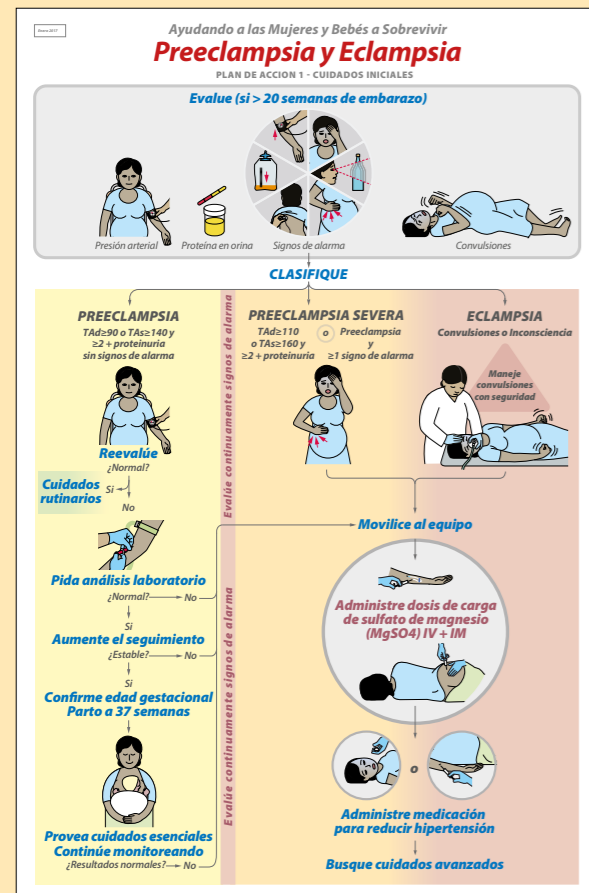 Enero 2017
Ayudando a las Mujeres y Bebés a Sobrevivir
Preeclampsia y Eclampsia
PLAN DE ACCION 1 - CUIDADOS INICIALES
Evalue (si > 20 semanas de embarazo)
Presión arterial
Proteína en orina
Signos de alarma
Convulsiones
CLASIFIQUE
PREECLAMPSIA
TAd≥90 o TAs≥140 y
≥2 + proteinuria
sin signos de alarma
Reevalúe
¿Normal?
Si
Cuidados
rutinarios
No
Pida análisis laboratorio
¿Normal?
No
Si
Aumente el seguimiento
¿Estable?
No
Si
Confirme edad gestacional
Parto a 37 semanas
Provea cuidados esenciales
Continúe monitoreando
¿Resultados normales?
No
Evalúe continuamente signos de alarma
Evalúe continuamente signos de alarma
PREECLAMPSIA SEVERA
TAd≥110
o TAs≥160 y
≥2 + proteinuria
o
Preeclampsia
y
≥1 signo de alarma
ECLAMPSIA
Convulsiones o Inconsciencia
Maneje
convulsiones
con seguridad
Movilice al equipo
Administre dosis de carga
de sulfato de magnesio
(MgSO4) IV + IM
o
Administre medicación
para reducir hipertensión
Busque cuidados avanzados